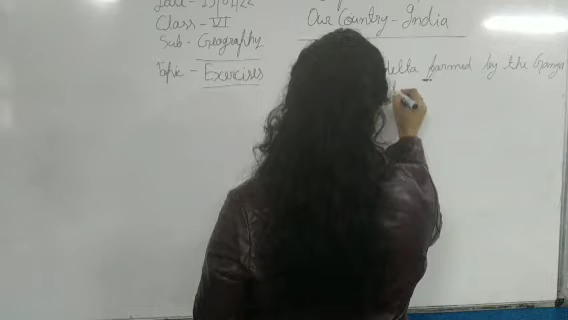 Class - VI
Our Country - India
Sub - Geography
Topic - Exercises
delta formed by the Ganga